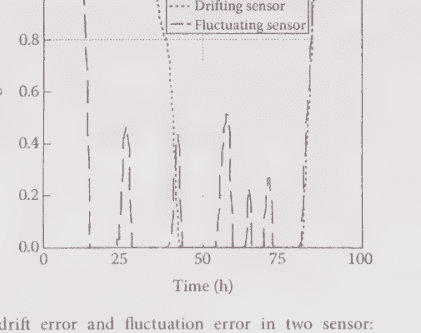 Drifting sensor
Fluctuating sensor
0.8
0.6
0.4
0.2
0.0
0 25 50 75 100
Time (h)
drift error and fluctuation error in two sensor: